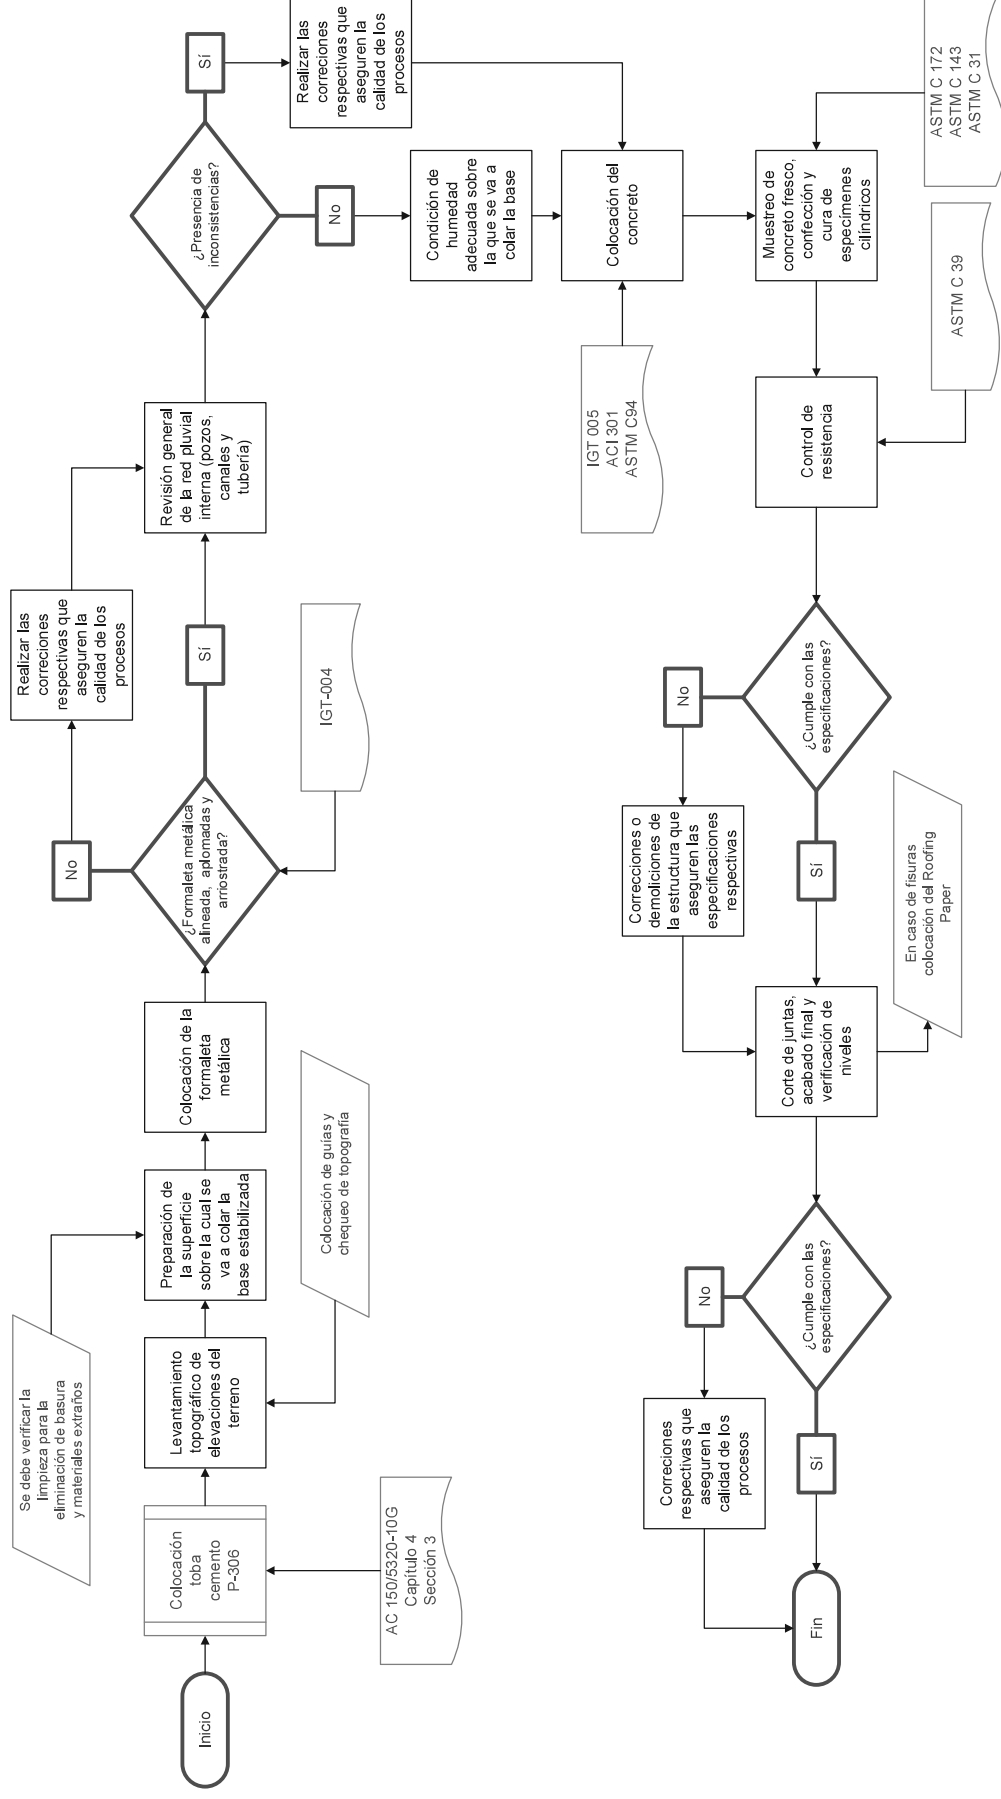 Inicio
Colocación
toba
cemento
P-306
AC 150/5320-10G
Capítulo 4
Sección 3
Levantamiento
topográfico de
elevaciones del
terreno
Colocación de guías y
chequeo de topografía
Se debe verificar la
limpieza para la
eliminación de basura
y materiales extraños
Preparación de
la superficie
sobre la cual se
va a colar la
base estabilizada
Colocación de la
formaleta
metálica
¿Formaleta metálica
alineada, aplomadas y
arriostrada?
IGT-004
No
Realizar las
correciones
respectivas que
aseguren la
calidad de los
procesos
Sí
Revisión general
de la red pluvial
interna (pozos,
canales y
tubería)
¿Presencia de
inconsistencias?
Sí
Realizar las
correciones
respectivas que
aseguren la
calidad de los
procesos
No
Condición de
humedad
adecuada sobre
la que se va a
colar la base
Colocación del
concreto
IGT 005
ACI 301
ASTM C94
Muestreo de
concreto fresco,
confección y
cura de
especímenes
cilíndricos
ASTM C 172
ASTM C 143
ASTM C 31
Control de
resistencia
ASTM C 39
¿Cumple con las
especificaciones?
No
Correcciones o
demoliciones de
la estructura que
aseguren las
especificaciones
respectivas
Sí
Corte de juntas,
acabado final y
verificación de
niveles
En caso de fisuras
colocación del Roofing
Paper
¿Cumple con las
especificaciones?
No
Correciones
respectivas que
aseguren la
calidad de los
procesos
Sí
Fin